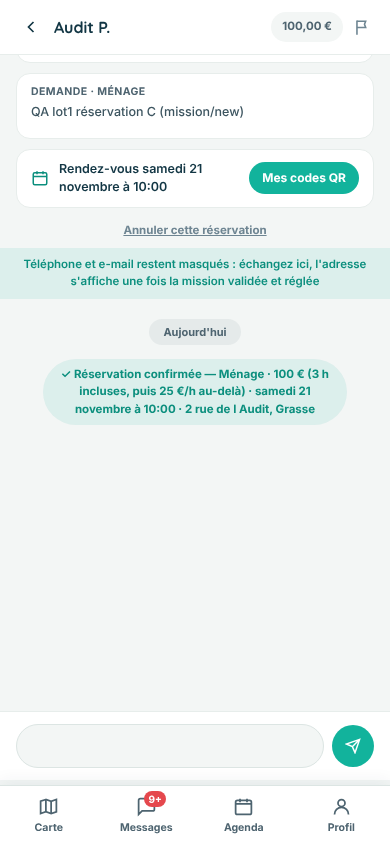 Audit P.
100,00 €
DEMANDE · MÉNAGE
QA lot1 réservation C (mission/new)
Rendez-vous samedi 21
novembre à 10:00
Mes codes QR
Annuler cette réservation
Téléphone et e-mail restent masqués : échangez ici, l'adresse
s'affiche une fois la mission validée et réglée
Aujourd'hui
✓ Réservation confirmée — Ménage · 100 € (3 h
incluses, puis 25 €/h au-delà) · samedi 21
novembre à 10:00 · 2 rue de l Audit, Grasse
9+
Carte
Messages
Agenda
Profil